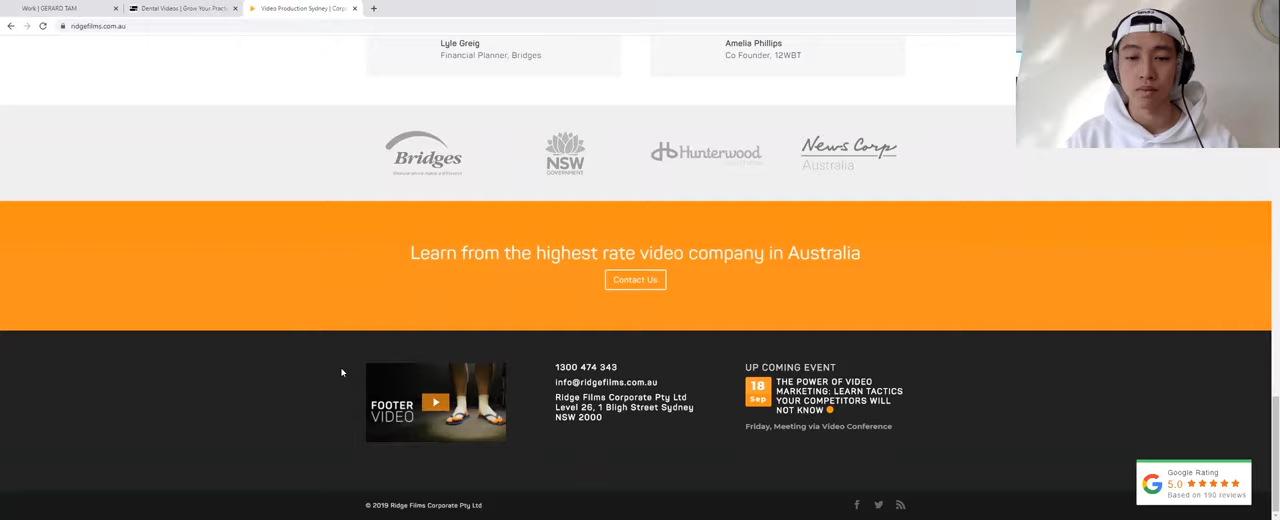 Work | GERARD TAM
Dental Videos | Grow Your Pract
Video Production Sydney | Corp
ridgefilms.com.au
Lyle Greig
Financial Planner, Bridges
Amelia Phillips
Co Founder, 12WBT
Bridges
NSW
GOVERNMENT
Hunterwood
News Corp
Australia
Learn from the highest rate video company in Australia
Contact Us
FOOTER
VIDEO
1300 474 343
info@ridgefilms.com.au
Ridge Films Corporate Pty Ltd
Level 26, 1 Bligh Street Sydney
NSW 2000
UP COMING EVENT
18
Sep
THE POWER OF VIDEO
MARKETING: LEARN TACTICS
YOUR COMPETITORS WILL
NOT KNOW
Friday, Meeting via Video Conference
Google Rating
5.0
Based on 190 reviews
© 2019 Ridge Films Corporate Pty Ltd